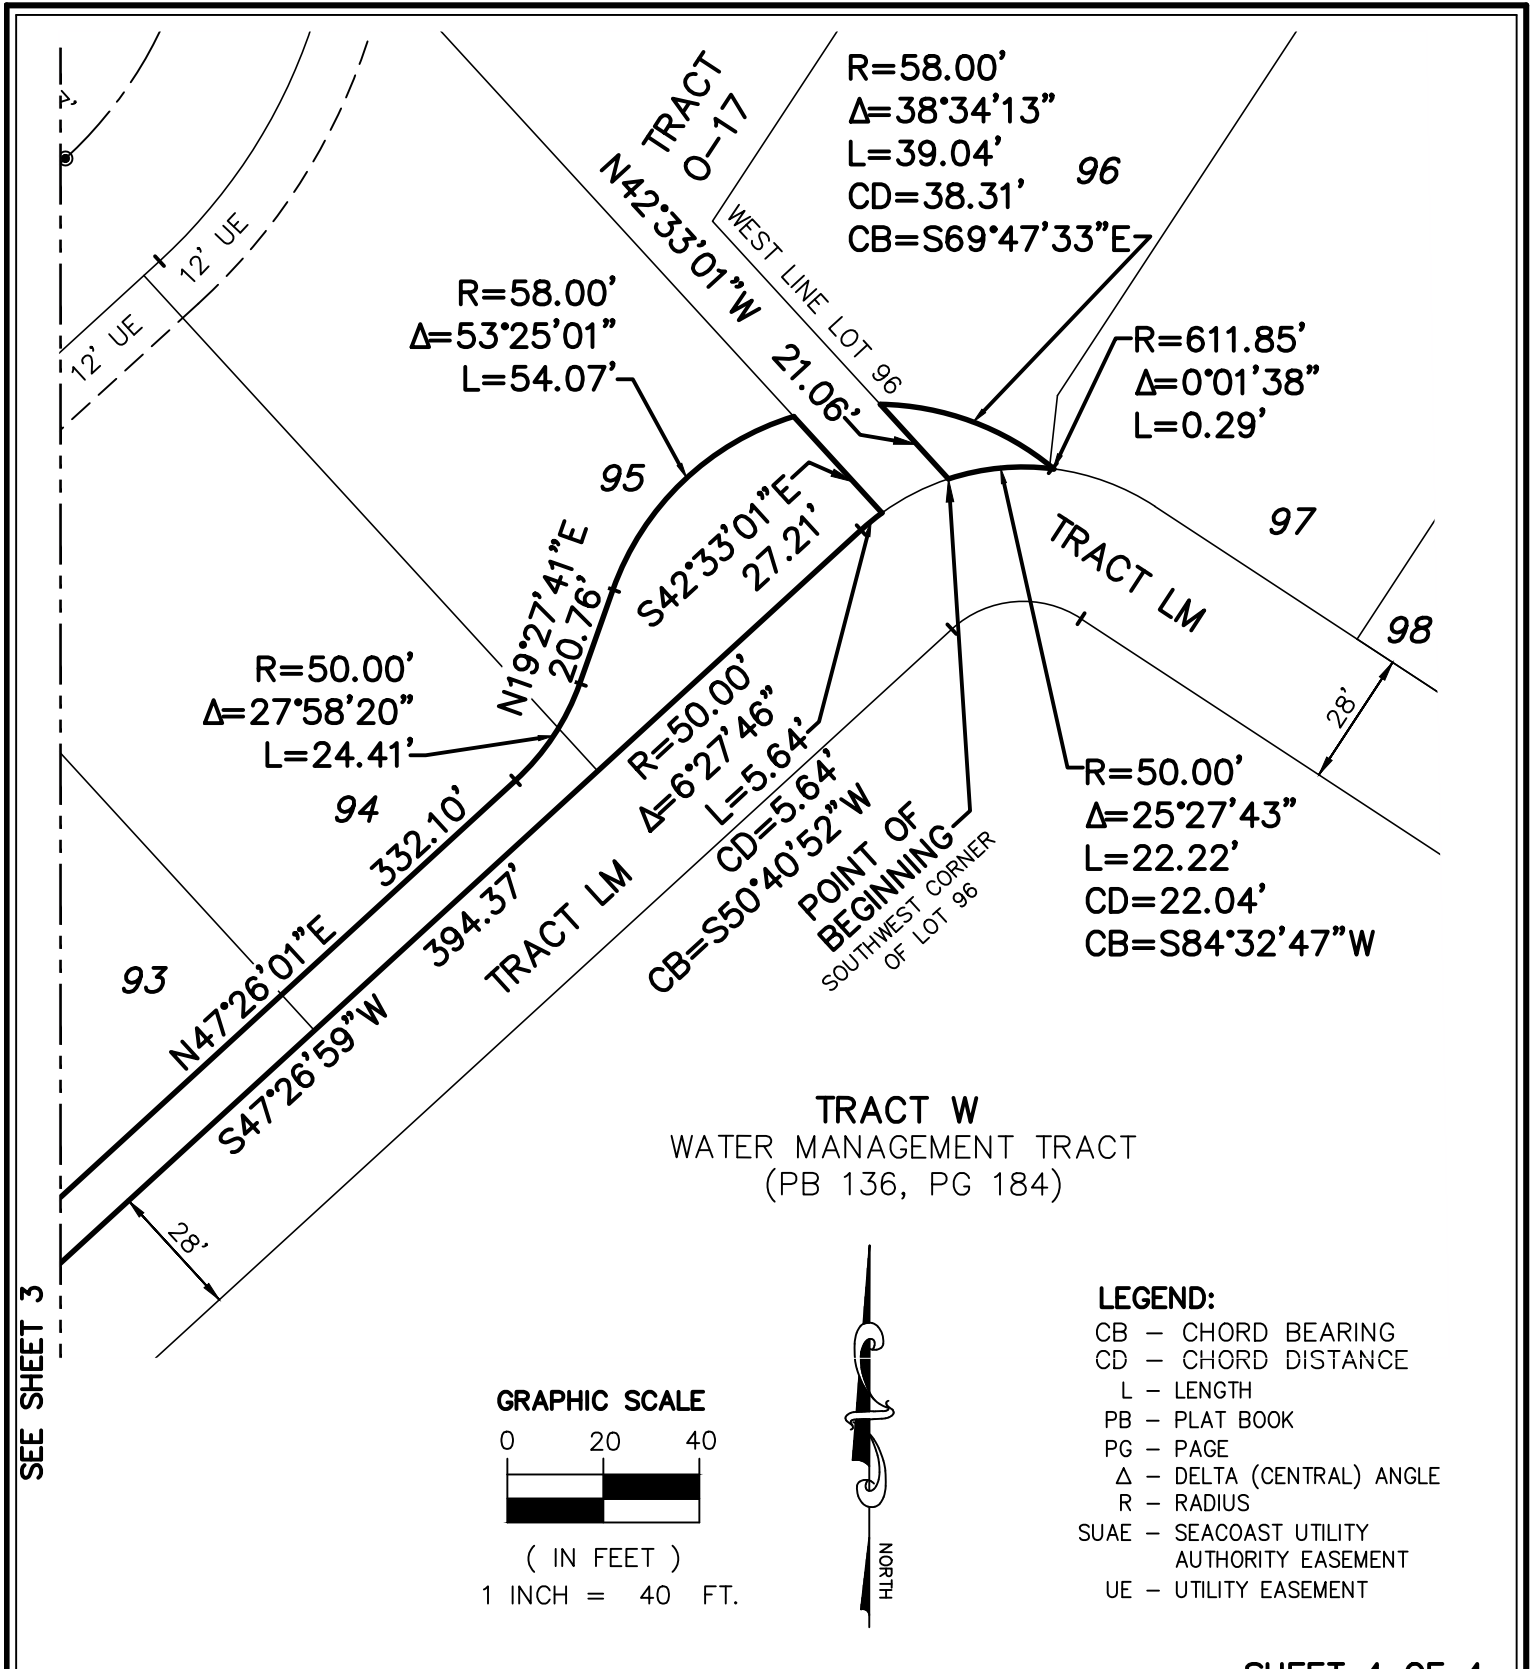 TRACT
O-17
R=58.00'
Δ=38°34'13"
L=39.04'
CD=38.31'
CB=S69°47'33"E
96
N42°33'01"W 21.06'
WEST LINE LOT 96
12' UE
12' UE
R=58.00'
Δ=53°25'01"
L=54.07'
R=611.85'
Δ=0°01'38"
L=0.29'
95
97
98
S42°33'01"E
27.21'
TRACT LM
28'
N19°27'41"E
20.76'
R=50.00'
Δ=27°58'20"
L=24.41'
94
332.10'
N47°26'01"E
93
S47°26'59"W
394.37'
TRACT LM
R=50.00'
Δ=6°27'46"
L=5.64'
CD=5.64'
CB=S50°40'52"W
POINT OF
BEGINNING
SOUTHWEST CORNER
OF LOT 96
R=50.00'
Δ=25°27'43"
L=22.22'
CD=22.04'
CB=S84°32'47"W
TRACT W
WATER MANAGEMENT TRACT
(PB 136, PG 184)
28'
SEE SHEET 3
GRAPHIC SCALE
0 20 40
( IN FEET )
1 INCH = 40 FT.
NORTH
LEGEND:
CB – CHORD BEARING
CD – CHORD DISTANCE
L – LENGTH
PB – PLAT BOOK
PG – PAGE
Δ – DELTA (CENTRAL) ANGLE
R – RADIUS
SUAE – SEACOAST UTILITY
AUTHORITY EASEMENT
UE – UTILITY EASEMENT
SHEET 4 OF 4